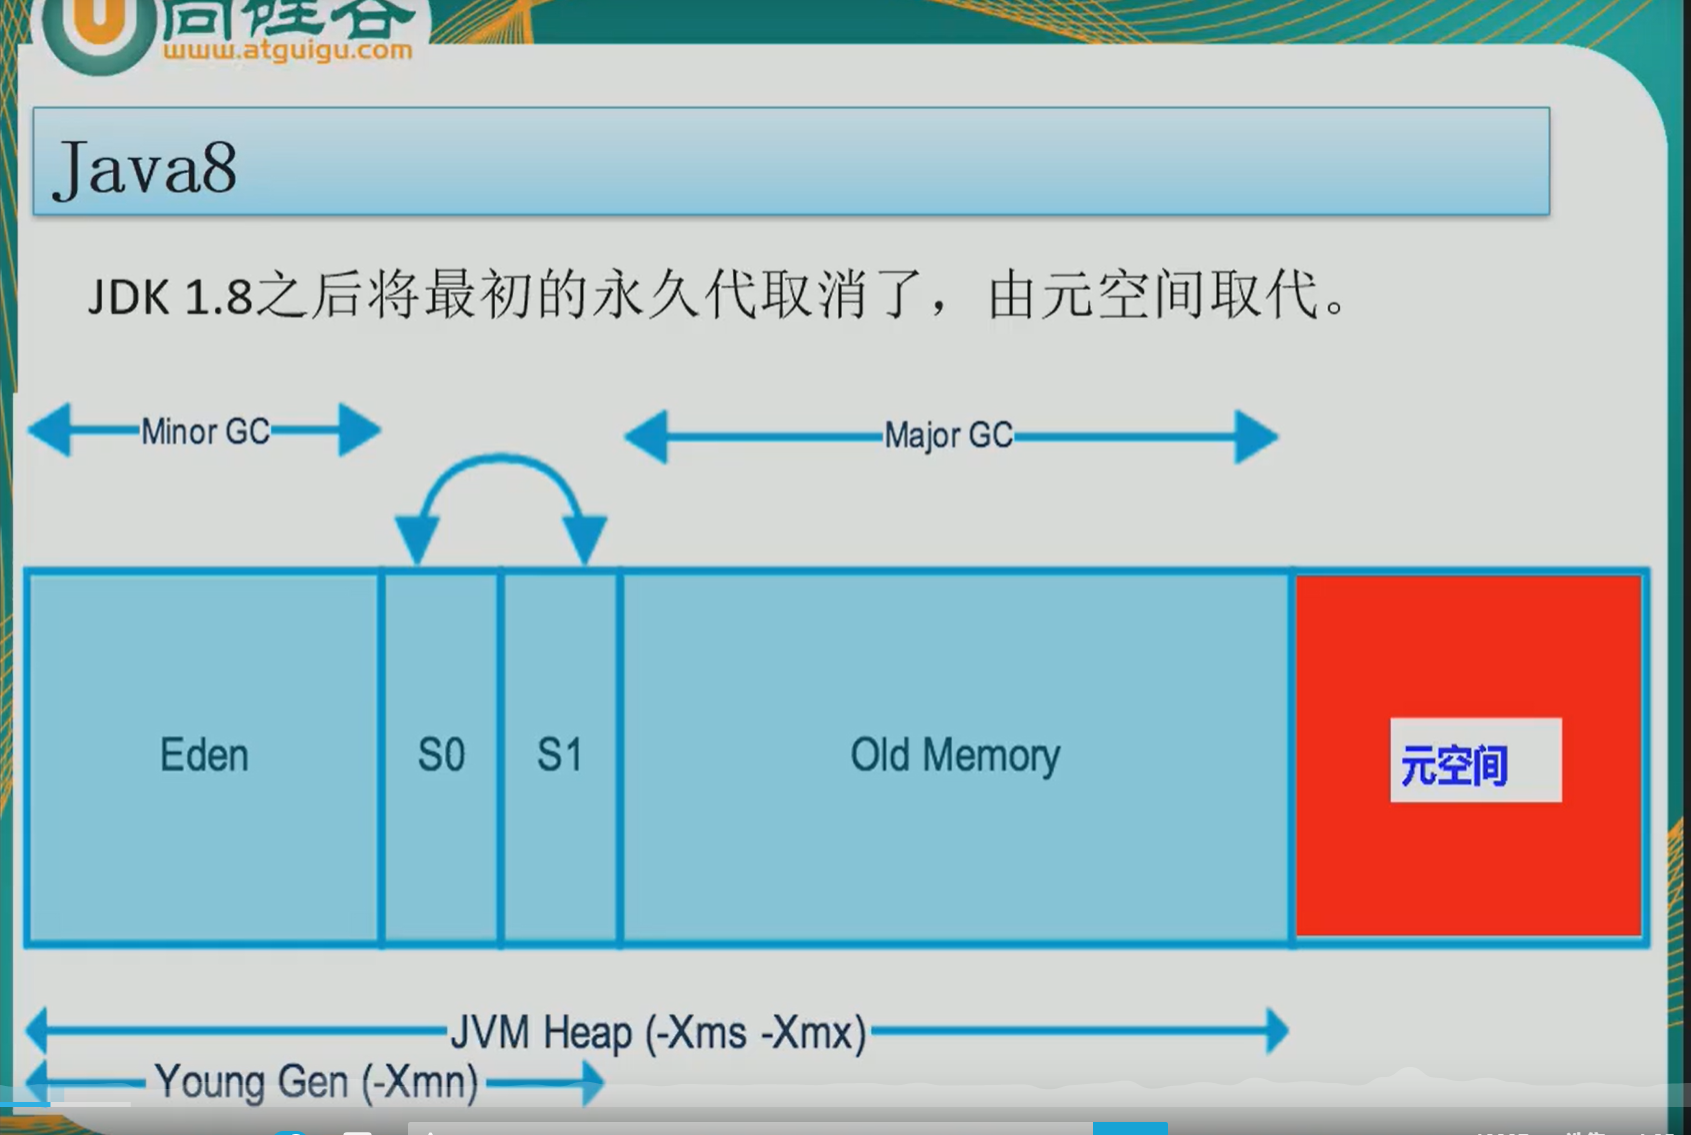 尚硅谷
www.atguigu.com
Java8
JDK 1.8之后将最初的永久代取消了，由元空间取代。
Minor GC
Major GC
Eden
S0
S1
Old Memory
元空间
JVM Heap (-Xms -Xmx)
Young Gen (-Xmn)